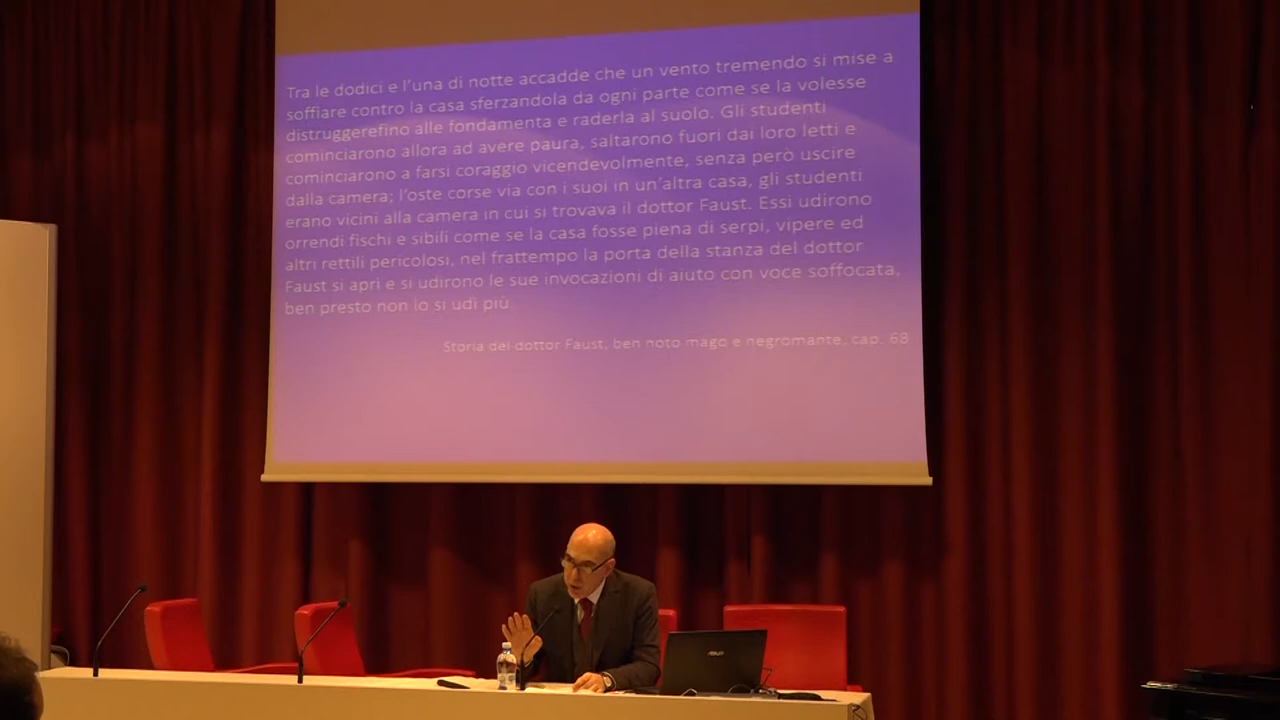 Tra le dodici e l'una di notte accadde che un vento tremendo si mise a
soffiare contro la casa sferzandola da ogni parte come se la volesse
distruggerefino alle fondamenta e raderla al suolo. Gli studenti
cominciarono allora ad avere paura, saltarono fuori dai loro letti e
cominciarono a farsi coraggio vicendevolmente, senza però uscire
dalla camera; l'oste corse via con i suoi in un'altra casa, gli studenti
erano vicini alla camera in cui si trovava il dottor Faust. Essi udirono
orrendi fischi e sibili come se la casa fosse piena di serpi, vipere ed
altri rettili pericolosi, nel frattempo la porta della stanza del dottor
Faust si aprì e si udirono le sue invocazioni di aiuto con voce soffocata,
ben presto non lo si udì più.
Storia del dottor Faust, ben noto mago e negromante, cap. 68
ASUS